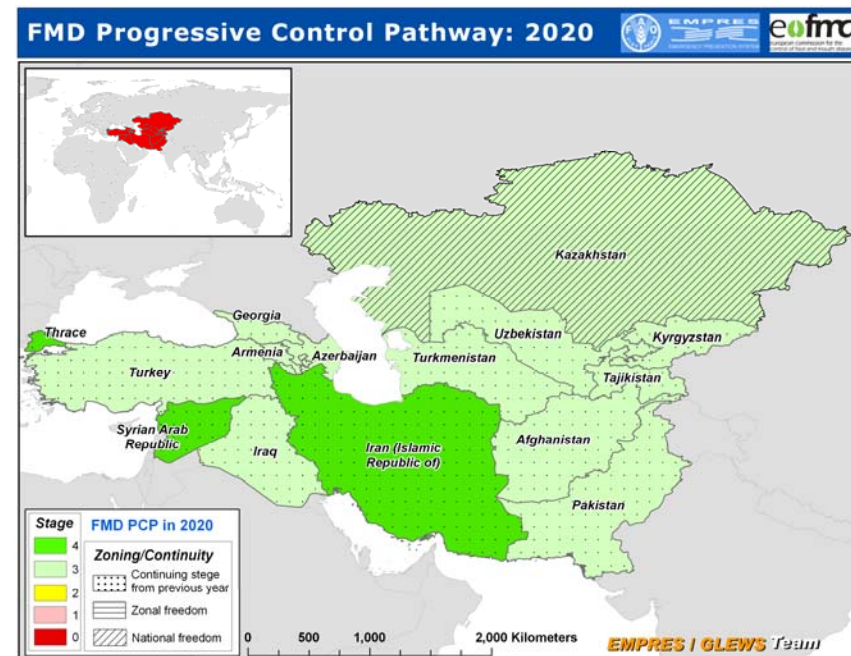 FMD Progressive Control Pathway: 2020
EMPRES
eofmd
Kazakhstan
Georgia
Thrace
Uzbekistan
Kyrgyzstan
Armenia
Azerbaijan
Turkmenistan
Turkey
Tajikistan
Syrian Arab
Republic
Iraq
Iran (Islamic
Republic of)
Afghanistan
Pakistan
Stage
FMD PCP in 2020
4
3
2
1
0
Zoning/Continuity
Continuing stege
from previous year
Zonal freedom
National freedom
0 500 1,000 2,000 Kilometers
EMPRES / GLEWS Team